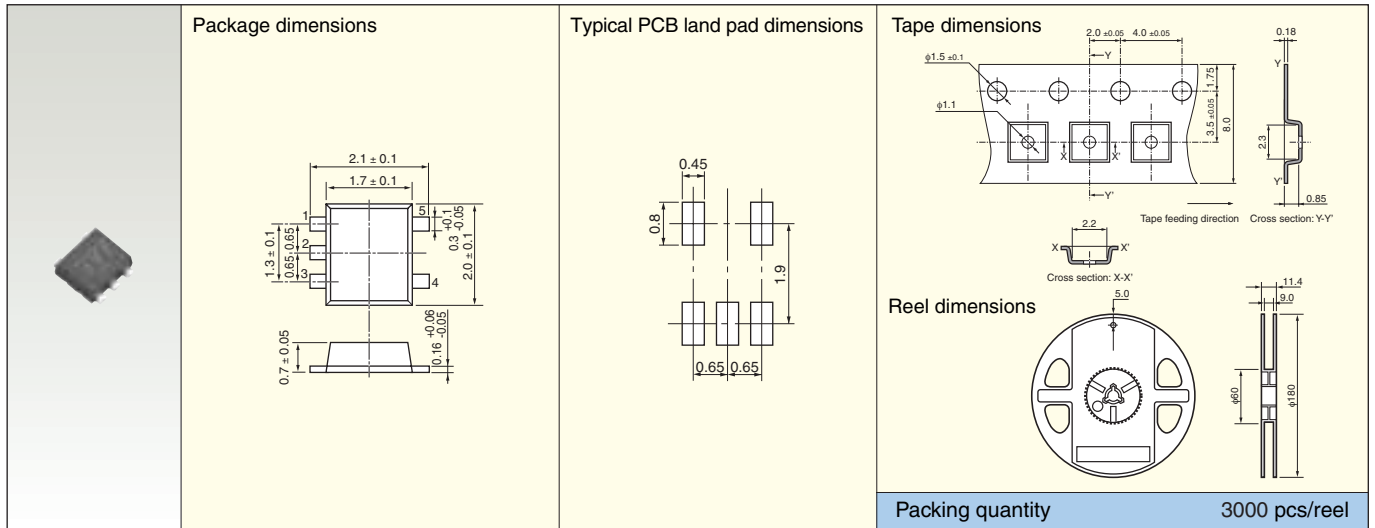 Package dimensions
2.1 ± 0.1
1.7 ± 0.1
1
2
3
5
4
1.3 ± 0.1
0.65
0.65
0.3 +0.1 -0.05
2.0 ± 0.1
0.7 ± 0.05
0.16 +0.06 -0.05
Typical PCB land pad dimensions
0.45
0.8
1.9
0.65 0.65
Tape dimensions
2.0 ±0.05 4.0 ±0.05
φ1.5 ±0.1
φ1.1
Y
X X'
Y'
1.75
3.5 ±0.05
8.0
0.18
Y
2.3
Y'
0.85
Tape feeding direction
Cross section: Y-Y'
2.2
X X'
Cross section: X-X'
Reel dimensions
5.0
11.4
9.0
φ60
φ180
Packing quantity 3000 pcs/reel